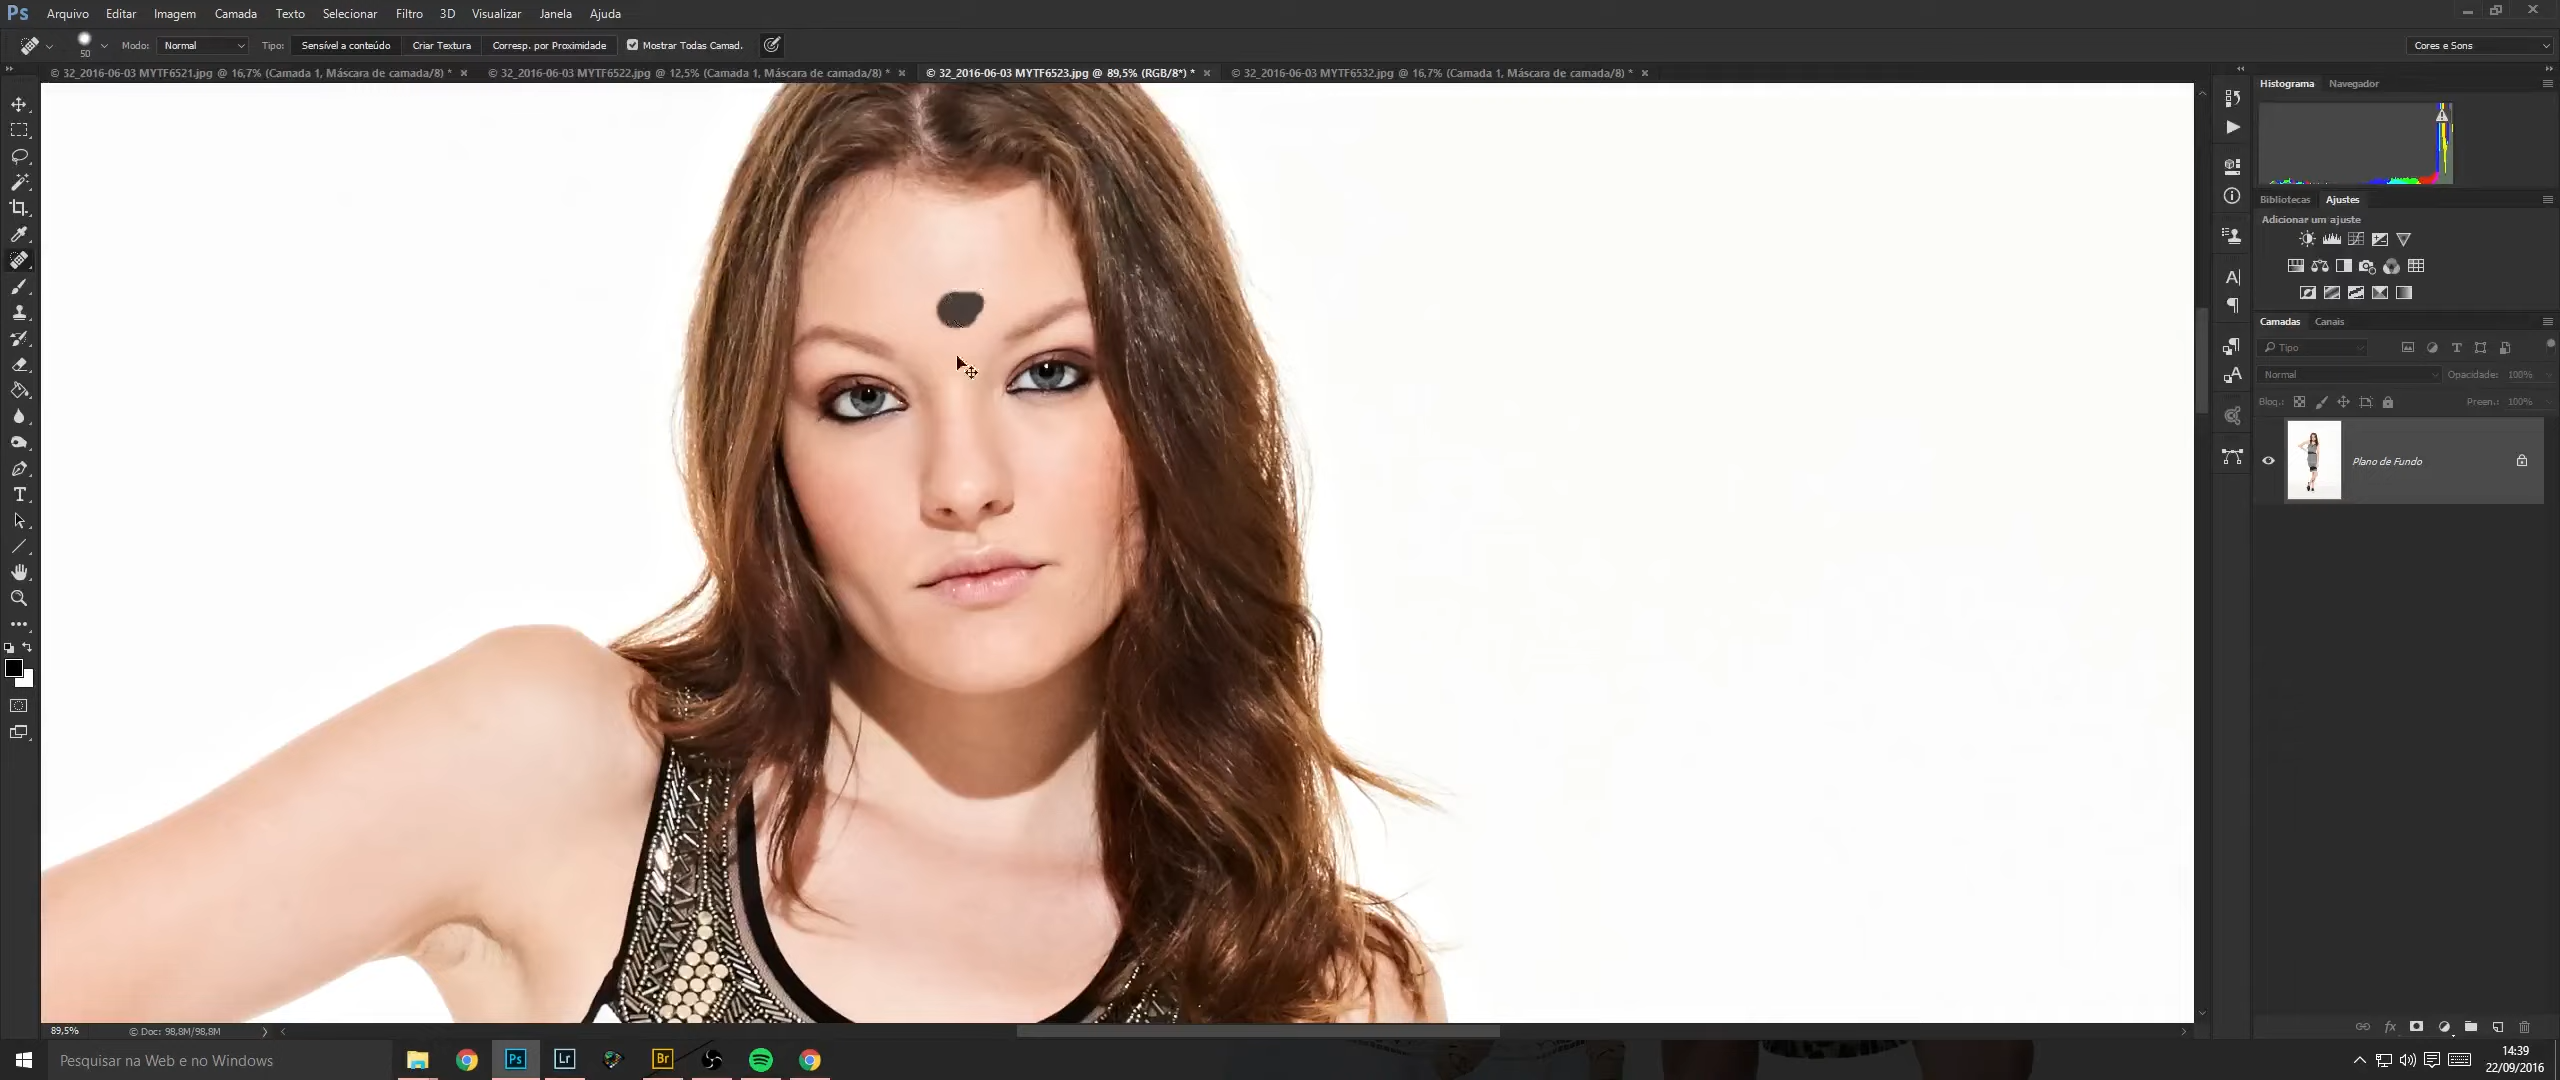 Ps Arquivo Editar Imagem Camada Texto Selecionar Filtro 3D Visualizar Janela Ajuda
50 Modo: Normal Tipo: Sensível a conteúdo Criar Textura Corresp. por Proximidade Mostrar Todas Camad. Cores e Sons
© 32_2016-06-03 MYTF6521.jpg @ 16,7% (Camada 1, Máscara de camada/8) * × © 32_2016-06-03 MYTF6522.jpg @ 12,5% (Camada 1, Máscara de camada/8) * × © 32_2016-06-03 MYTF6523.jpg @ 89,5% (RGB/8*) * × © 32_2016-06-03 MYTF6532.jpg @ 16,7% (Camada 1, Máscara de camada/8) * ×
Histograma Navegador
Bibliotecas Ajustes
Adicionar um ajuste
Camadas Canais
Tipo
Normal Opacidade: 100%
Bloq.: Preen.: 100%
Plano de Fundo
89,5% © Doc: 98,8M/98,8M
Pesquisar na Web e no Windows Ps Lr Br
14:39
22/09/2016